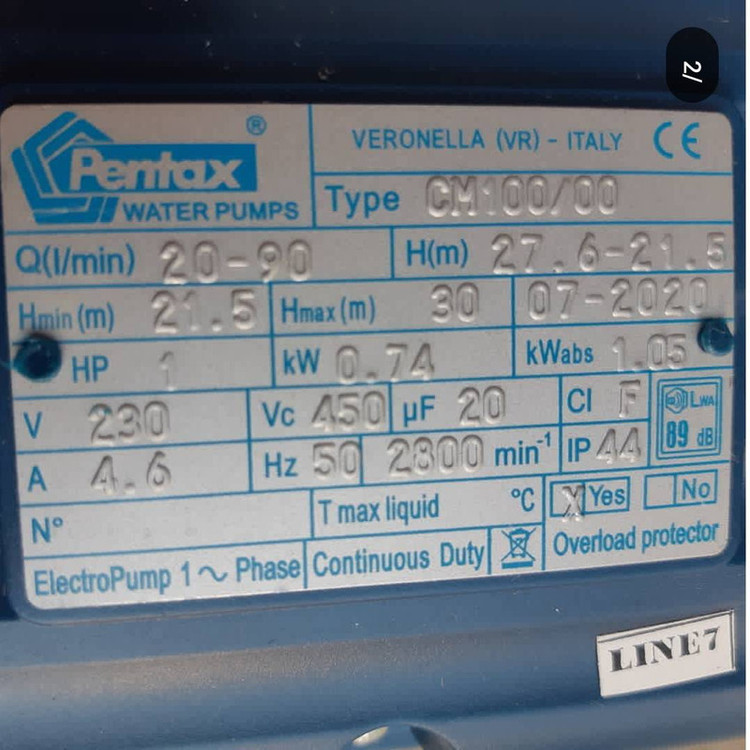 2/
Pentax ®
WATER PUMPS
VERONELLA (VR) - ITALY CE
Type CM100/00
Q(l/min) 20-90 H(m) 27.6-21.5
Hmin (m) 21.5 Hmax (m) 30 07-2020
HP 1 kW 0.74 kWabs 1.05
V 230 Vc 450 µF 20 Cl F LWA
89 dB
A 4.6 Hz 50 2800 min-1 IP 44
N° T max liquid °C X Yes No
ElectroPump 1 ~ Phase Continuous Duty Overload protector
LINE7